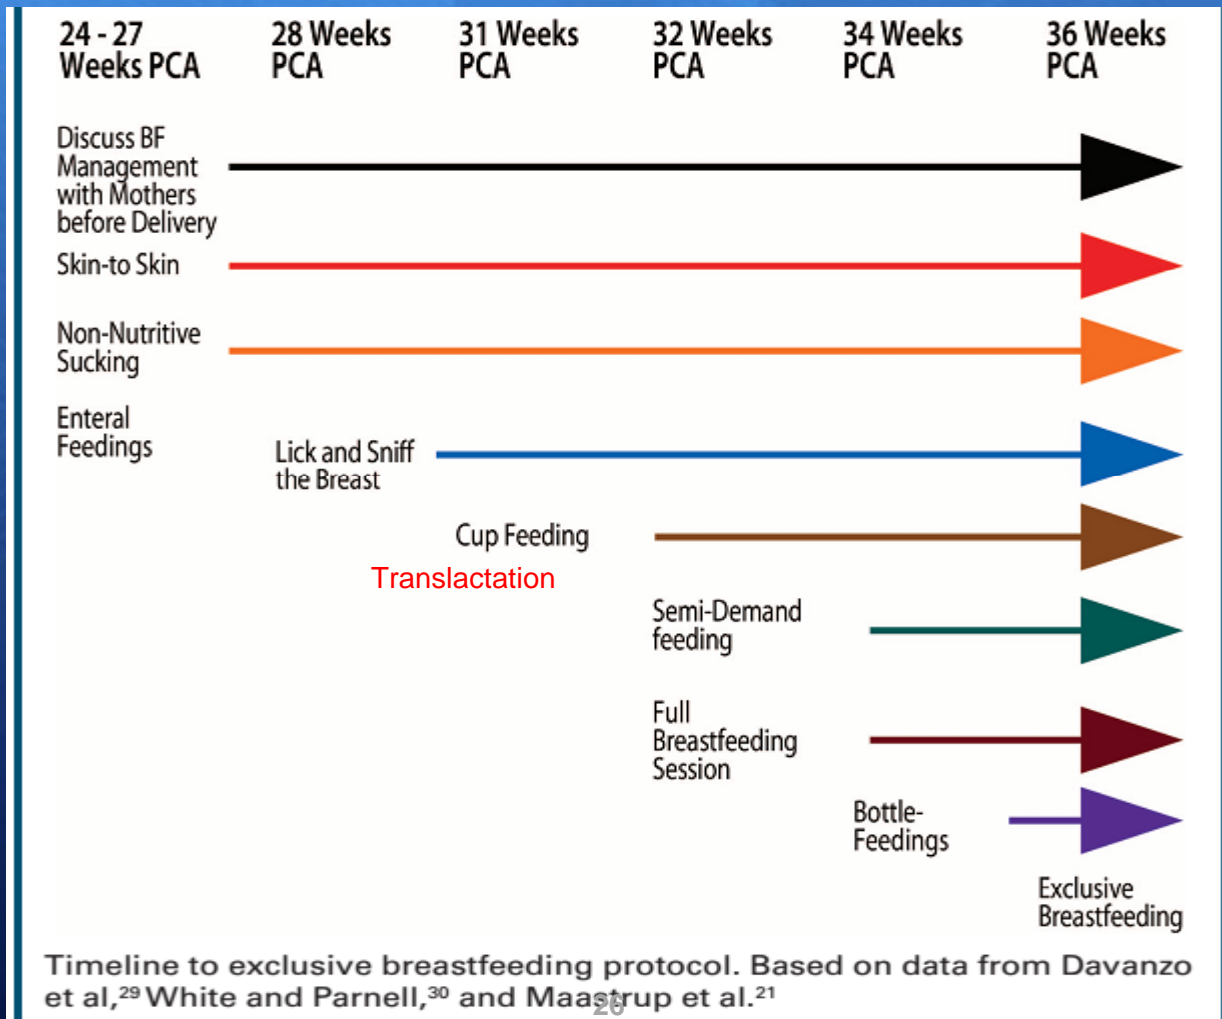 24 - 27
Weeks PCA
28 Weeks
PCA
31 Weeks
PCA
32 Weeks
PCA
34 Weeks
PCA
36 Weeks
PCA
Discuss BF
Management
with Mothers
before Delivery
Skin-to Skin
Non-Nutritive
Sucking
Enteral
Feedings
Lick and Sniff
the Breast
Cup Feeding
Translactation
Semi-Demand
feeding
Full
Breastfeeding
Session
Bottle-
Feedings
Exclusive
Breastfeeding
Timeline to exclusive breastfeeding protocol. Based on data from Davanzo
et al,²⁹ White and Parnell,³⁰ and Maastrup et al.²¹
26